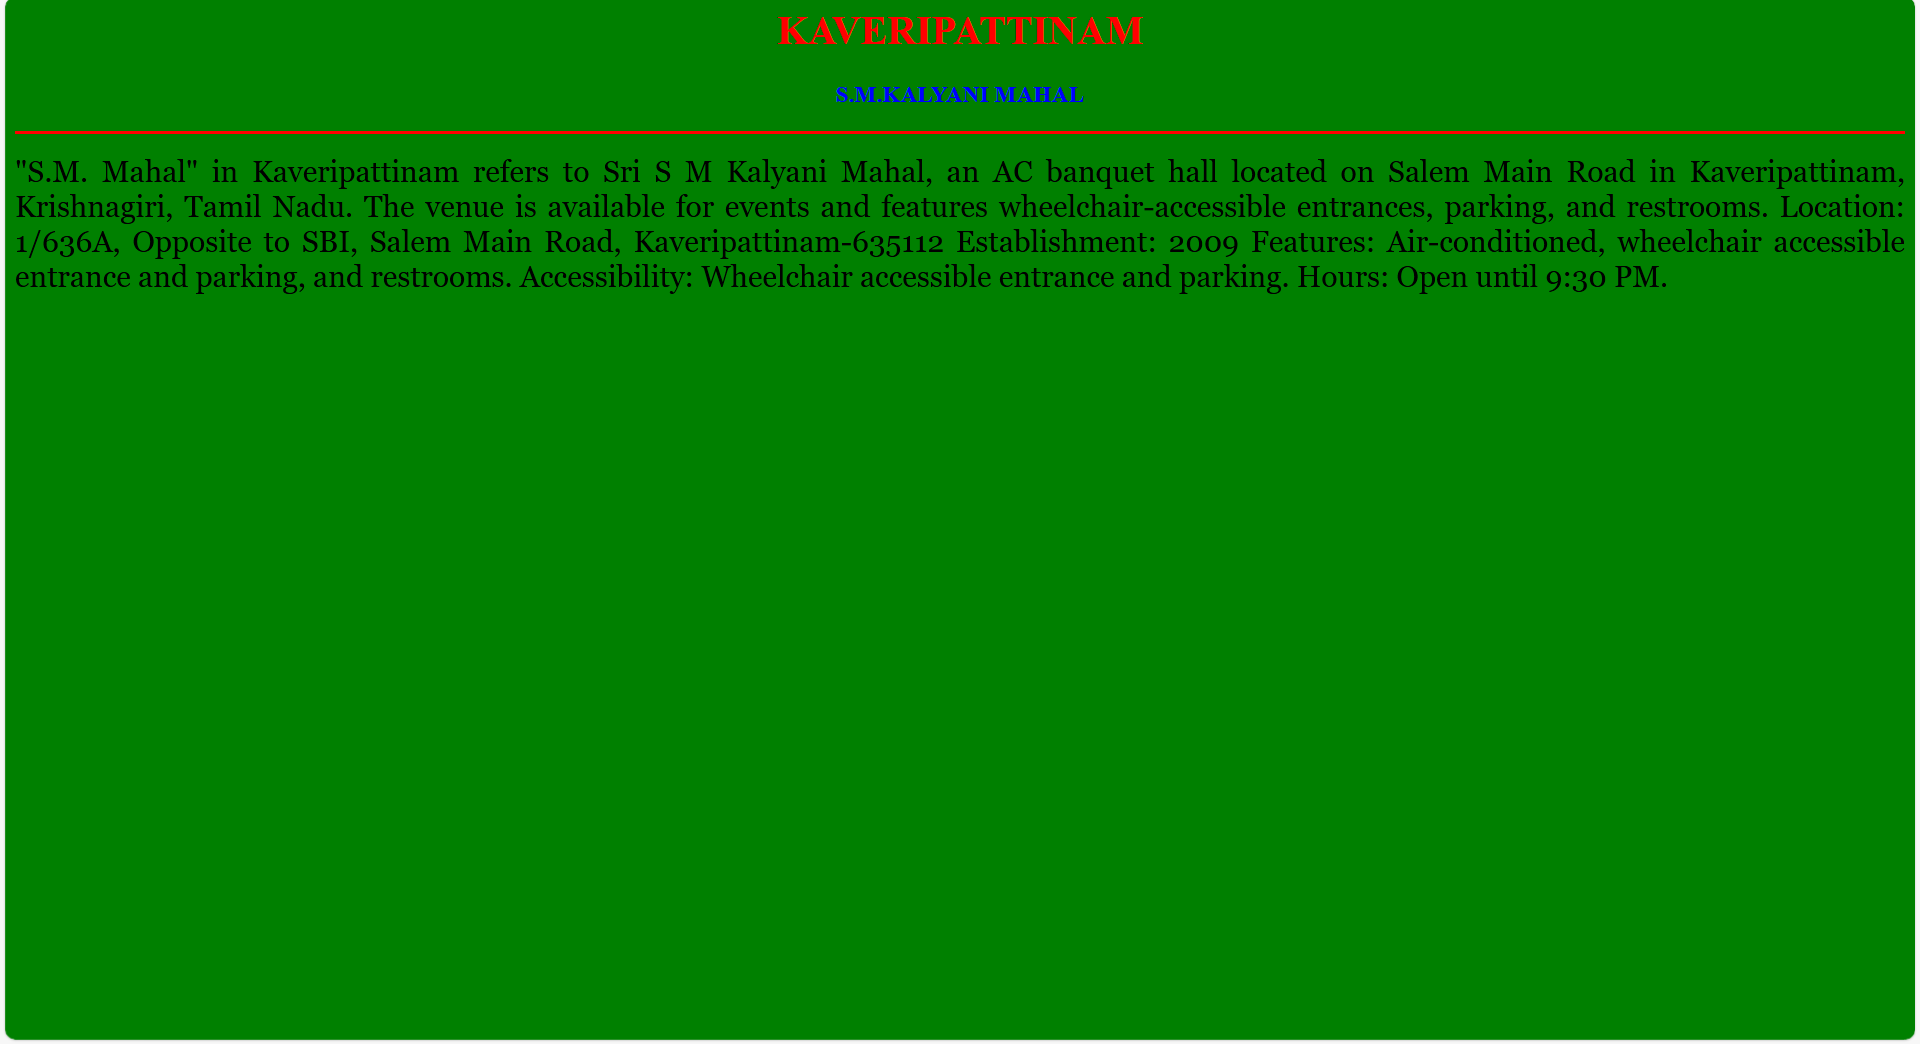 KAVERIPATTINAM
S.M.KALYANI MAHAL
"S.M. Mahal" in Kaveripattinam refers to Sri S M Kalyani Mahal, an AC banquet hall located on Salem Main Road in Kaveripattinam,
Krishnagiri, Tamil Nadu. The venue is available for events and features wheelchair-accessible entrances, parking, and restrooms. Location:
1/636A, Opposite to SBI, Salem Main Road, Kaveripattinam-635112 Establishment: 2009 Features: Air-conditioned, wheelchair accessible
entrance and parking, and restrooms. Accessibility: Wheelchair accessible entrance and parking. Hours: Open until 9:30 PM.